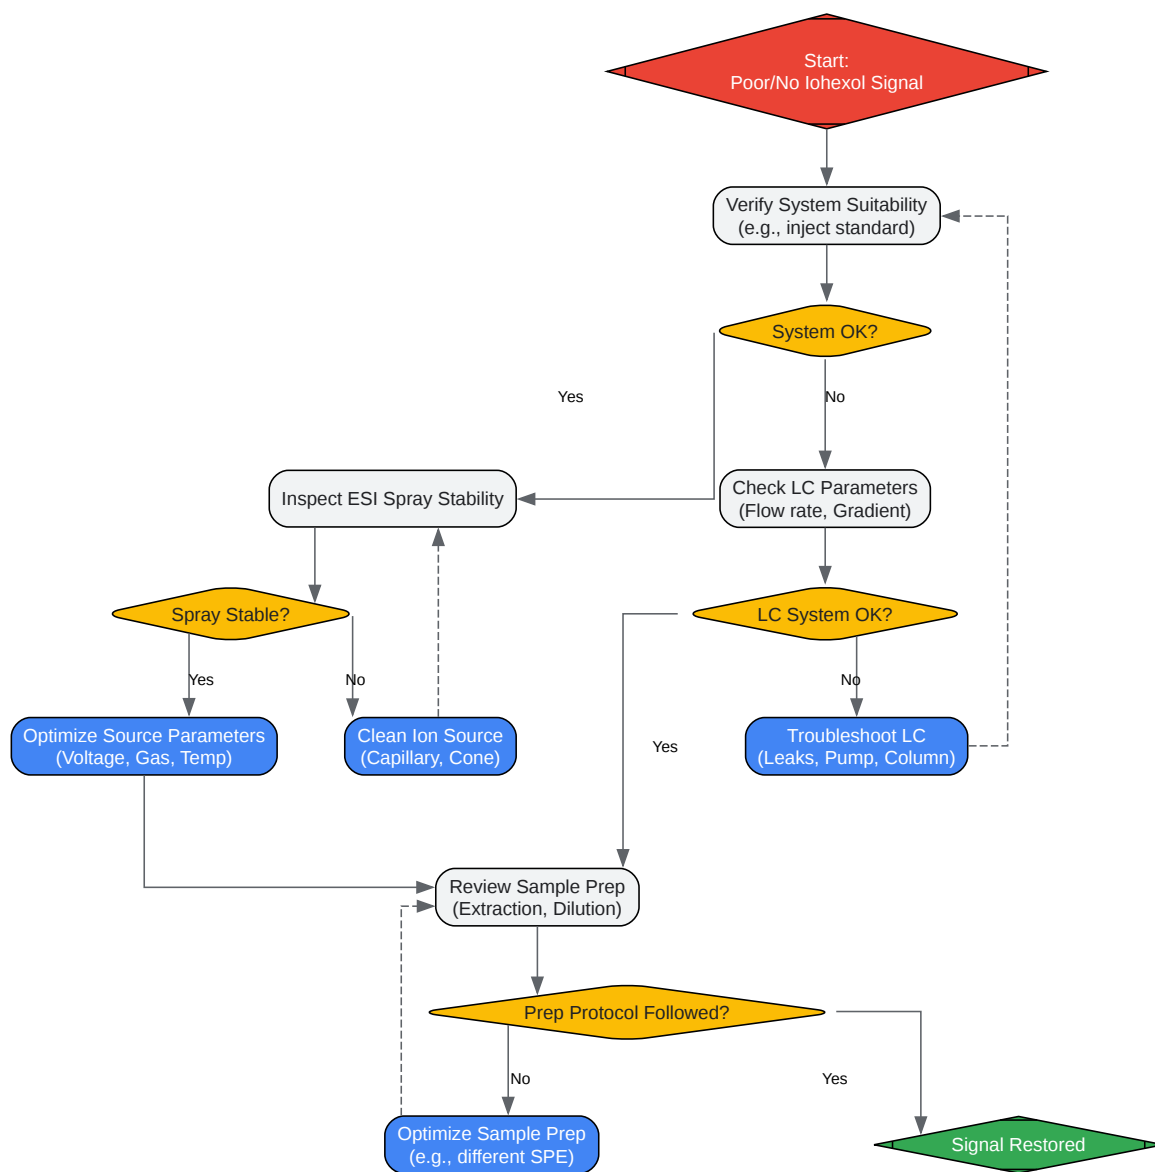 Start:
Poor/No Iohexol Signal
Verify System Suitability
(e.g., inject standard)
System OK?
Yes
No
Inspect ESI Spray Stability
Check LC Parameters
(Flow rate, Gradient)
Spray Stable?
LC System OK?
Yes
No
No
Optimize Source Parameters
(Voltage, Gas, Temp)
Clean Ion Source
(Capillary, Cone)
Yes
Troubleshoot LC
(Leaks, Pump, Column)
Review Sample Prep
(Extraction, Dilution)
Prep Protocol Followed?
No
Yes
Optimize Sample Prep
(e.g., different SPE)
Signal Restored